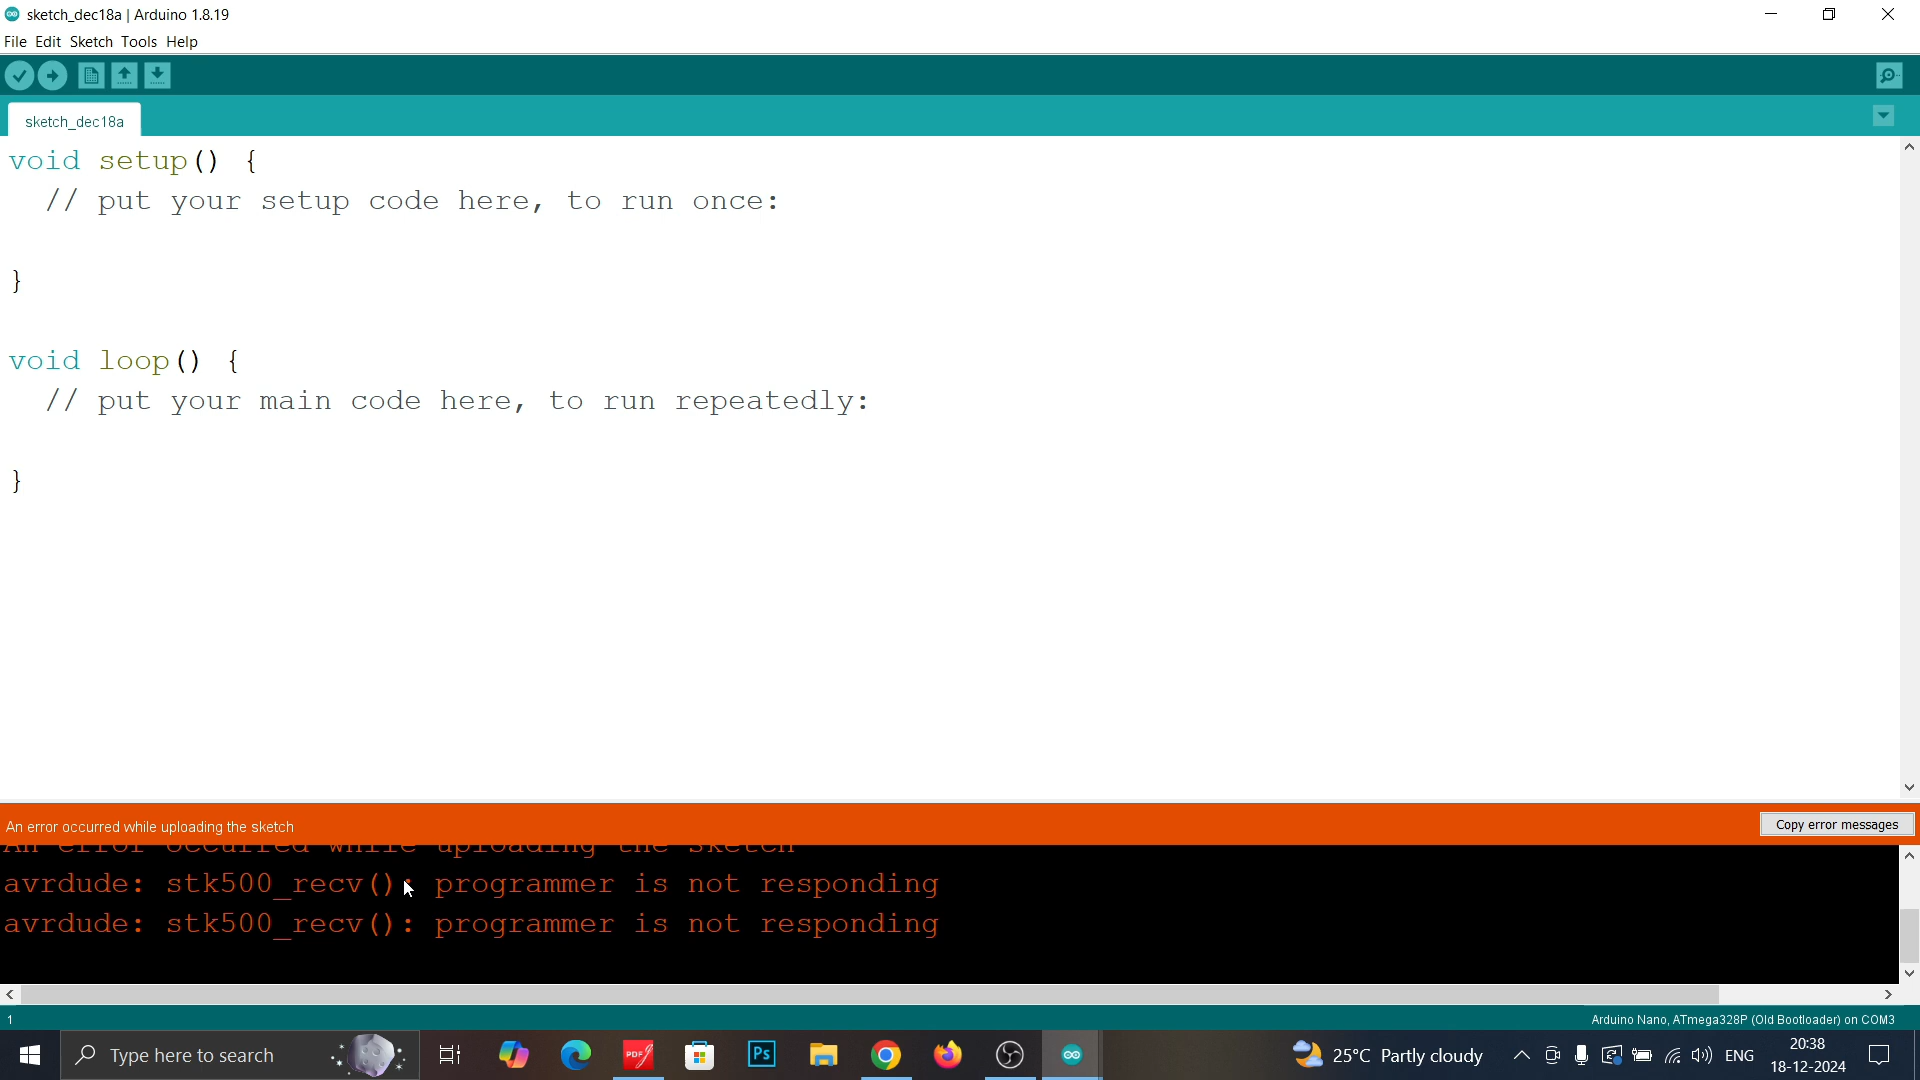 sketch_dec18a | Arduino 1.8.19
File Edit Sketch Tools Help
sketch_dec18a
void setup() {
// put your setup code here, to run once:
}
void loop() {
// put your main code here, to run repeatedly:
}
An error occurred while uploading the sketch
Copy error messages
An error occurred while uploading the sketch
avrdude: stk500_recv(): programmer is not responding
avrdude: stk500_recv(): programmer is not responding
1
Arduino Nano, ATmega328P (Old Bootloader) on COM3
Type here to search
PDF
Ps
25°C Partly cloudy
ENG
20:38
18-12-2024